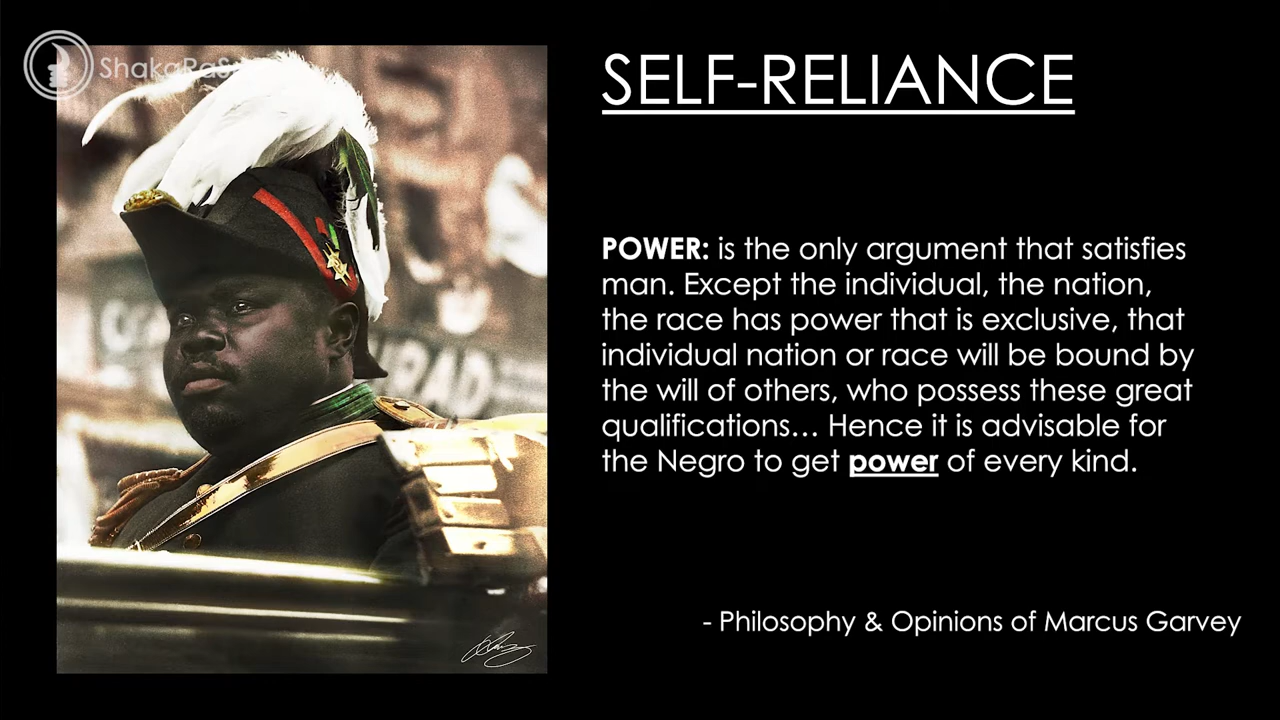 SELF-RELIANCE
POWER: is the only argument that satisfies
man. Except the individual, the nation,
the race has power that is exclusive, that
individual nation or race will be bound by
the will of others, who possess these great
qualifications... Hence it is advisable for
the Negro to get power of every kind.
- Philosophy & Opinions of Marcus Garvey